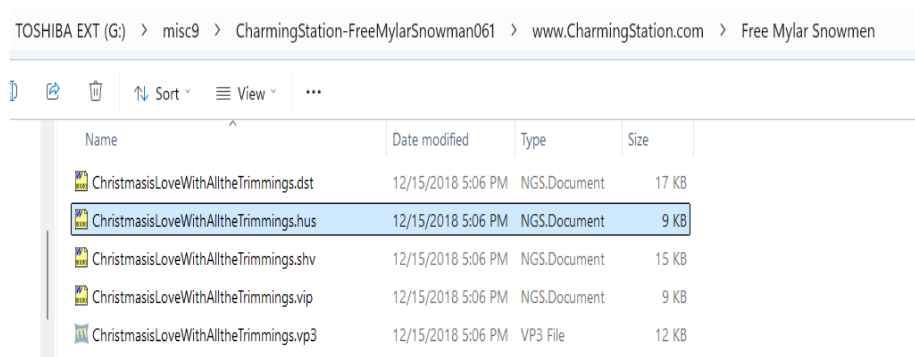 TOSHIBA EXT (G:) > misc9 > CharmingStation-FreeMylarSnowman061 > www.CharmingStation.com > Free Mylar Snowmen
Sort View ...
Name Date modified Type Size
ChristmasisLoveWithAlltheTrimmings.dst 12/15/2018 5:06 PM NGS.Document 17 KB
ChristmasisLoveWithAlltheTrimmings.hus 12/15/2018 5:06 PM NGS.Document 9 KB
ChristmasisLoveWithAlltheTrimmings.shv 12/15/2018 5:06 PM NGS.Document 15 KB
ChristmasisLoveWithAlltheTrimmings.vip 12/15/2018 5:06 PM NGS.Document 9 KB
ChristmasisLoveWithAlltheTrimmings.vp3 12/15/2018 5:06 PM VP3 File 12 KB